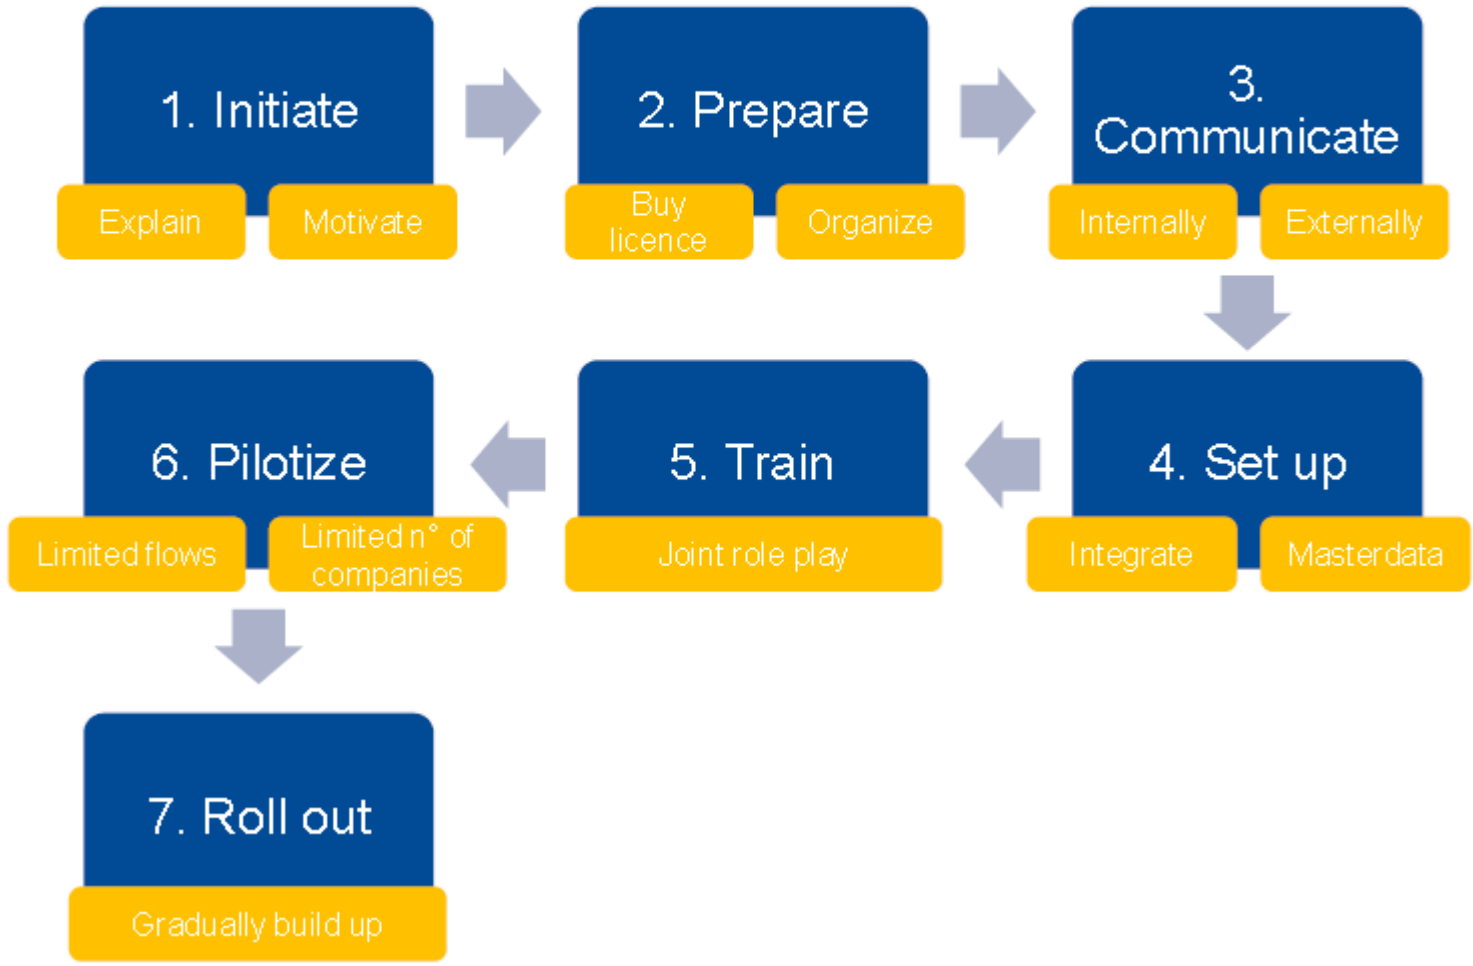 1. Initiate
Explain
Motivate
2. Prepare
Buy
licence
Organize
3.
Communicate
Internally
Externally
4. Set up
Integrate
Masterdata
5. Train
Joint role play
6. Pilotize
Limited flows
Limited n° of
companies
7. Roll out
Gradually build up